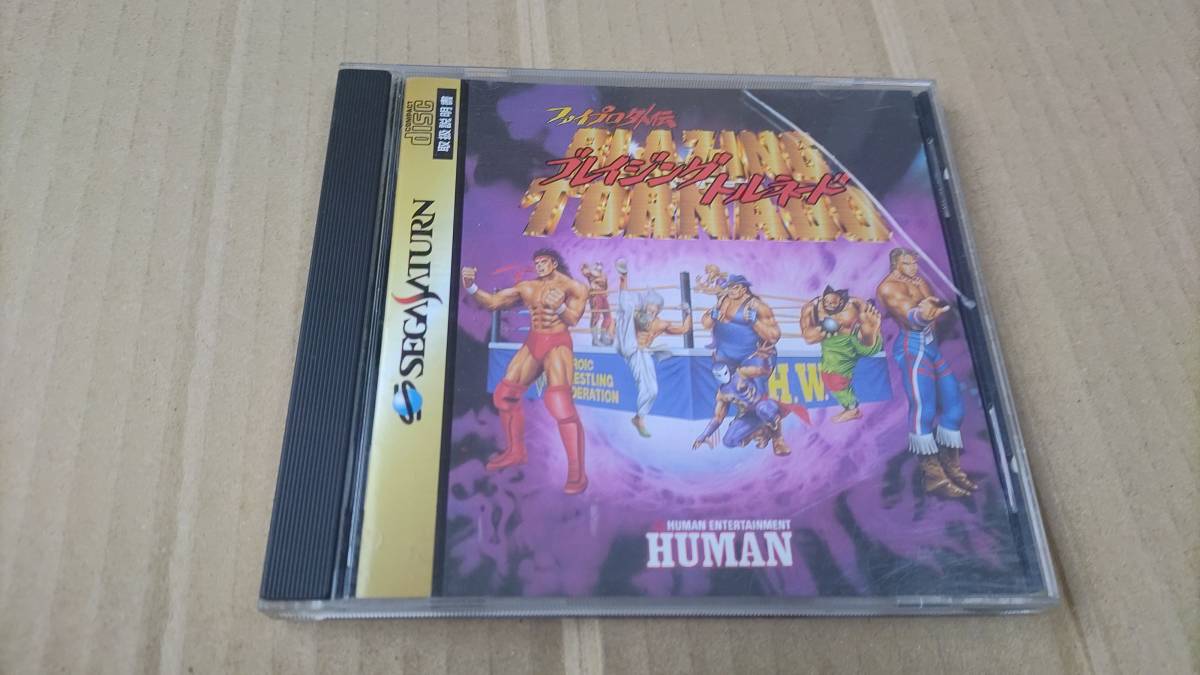 COMPACT
disc
取扱説明書
SEGA SATURN
ファイプロ外伝
BLAZING
ブレイジング
トルネード
TORNADO
ROIC
ESTLING
DERATION
H.W
HUMAN ENTERTAINMENT
HUMAN